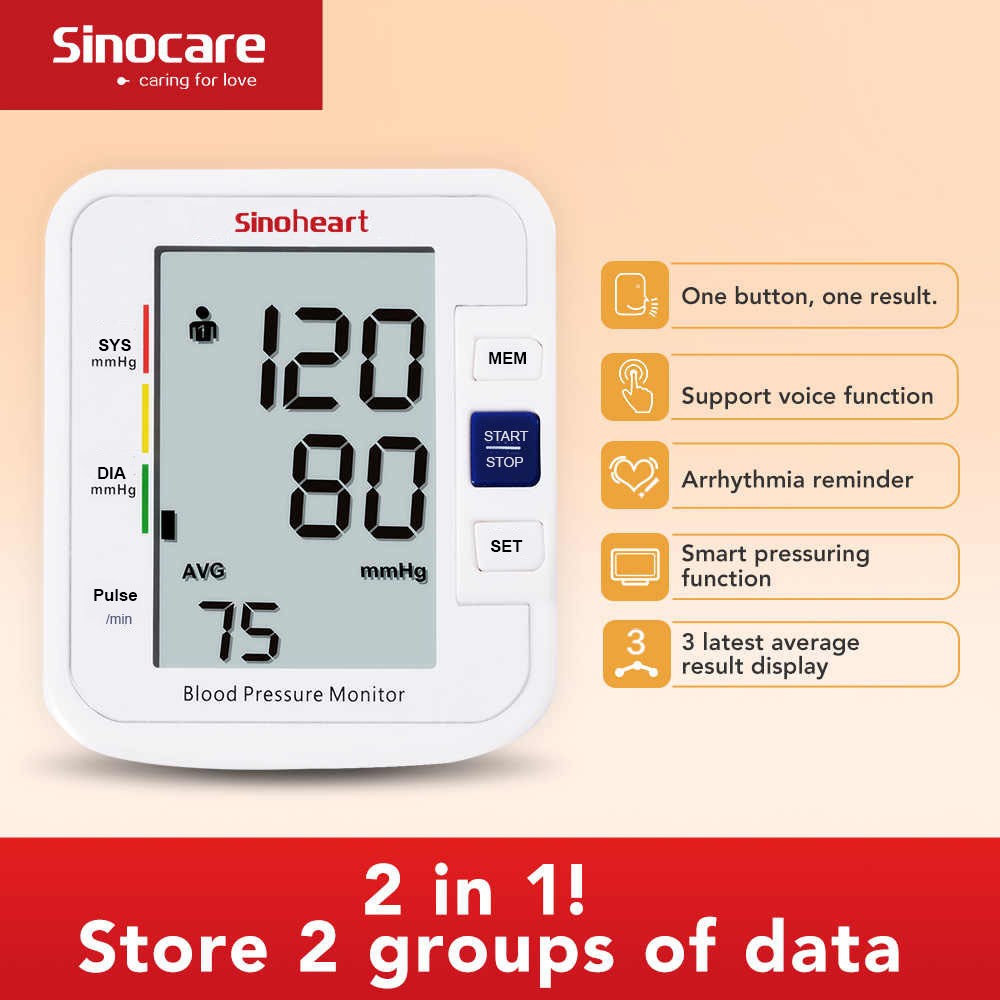 Sinocare
caring for love
Sinoheart
SYS
mmHg
DIA
mmHg
Pulse
/min
1
120
80
AVG
mmHg
75
Blood Pressure Monitor
MEM
START
STOP
SET
One button, one result.
Support voice function
Arrhythmia reminder
Smart pressuring
function
3
3 latest average
result display
2 in 1!
Store 2 groups of data